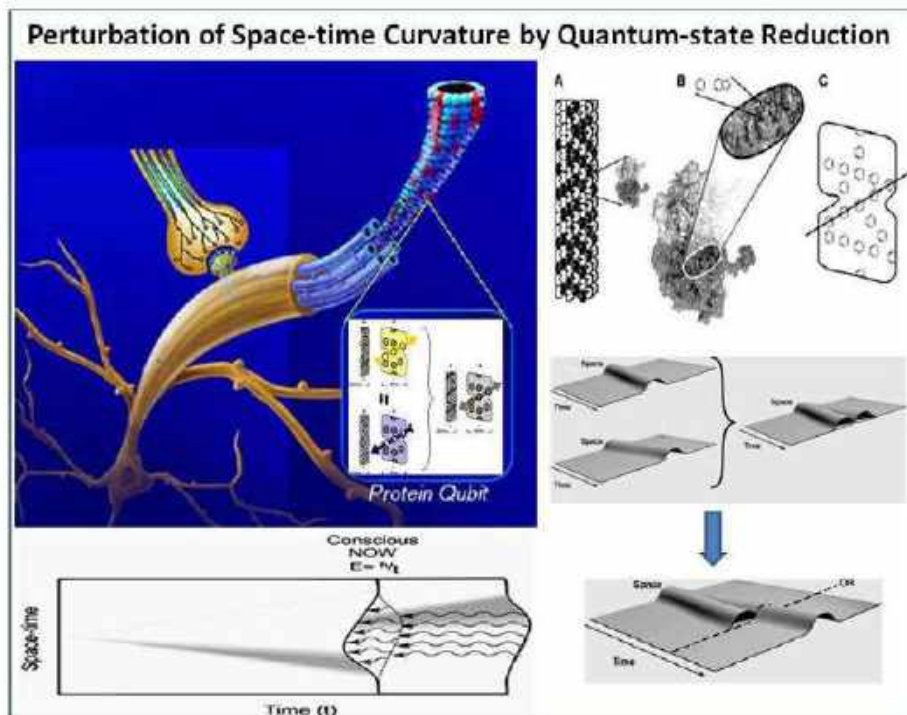 Perturbation of Space-time Curvature by Quantum-state Reduction
A
B
C
Protein Qubit
Space
Time
Space
Time
Space
Time
Conscious
NOW
E= ħ/t
Space-time
Time (t)
Space
Time